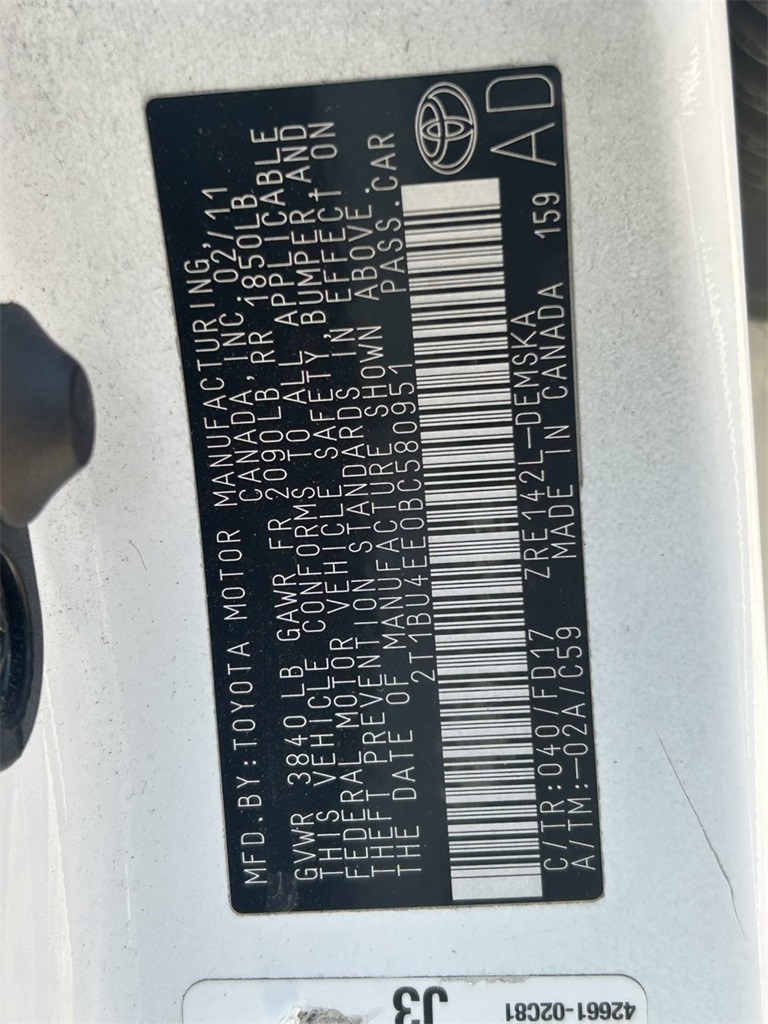 MFD.BY:TOYOTA MOTOR MANUFACTURING,
CANADA,INC.02/11
GVWR 3840LB GAWR FR 2090LB, RR 1850LB
THIS VEHICLE CONFORMS TO ALL APPLICABLE
FEDERAL MOTOR VEHICLE SAFETY,BUMPER,AND
THEFT PREVENTION STANDARDS IN EFFECT ON
THE DATE OF MANUFACTURE SHOWN ABOVE.
2T1BU4EE0BC580951 PASS.CAR
C/TR:040/FD17 ZRE142L-DEMSKA 159
A/TM:-02A/C59 MADE IN CANADA
AD
J3
42661-02C81